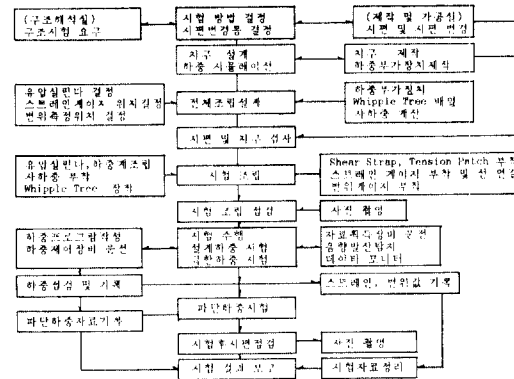 (구조해석실)
구조시험 요구
시험 방법 결정
시편변경품 결정
(제작 및 가공실)
시편 및 시편 변경
치구 설계
하중 시뮬레이션
치구 제작
하중부가장치제작
유압실린다 결정
스트레인게이지 위치결정
변위측정위치 결정
전체조립설계
하중부가장치
Whipple Tree 배열
사하중 계산
시편 및 치구 검사
유압실린다,하중계조립
사하중 부착
Whipple Tree 장착
시험 조립
Shear Strap, Tension Patch 부착
스트레인 게이지 부착 및 선 연결
변위게이지 부착
시험 조립 점검
사진 촬영
하중프로그램작성
하중제어장비 운전
시험 수행
설계하중 시험
극한하중 시험
자료획득장비 운전
음향발산탐지
데이타 모니터
하중점검 및 기록
스트레인, 변위값 기록
파단하중시험
파단하중자료기록
시험후시편점검
사진 촬영
시험 결과 보고
시험자료정리